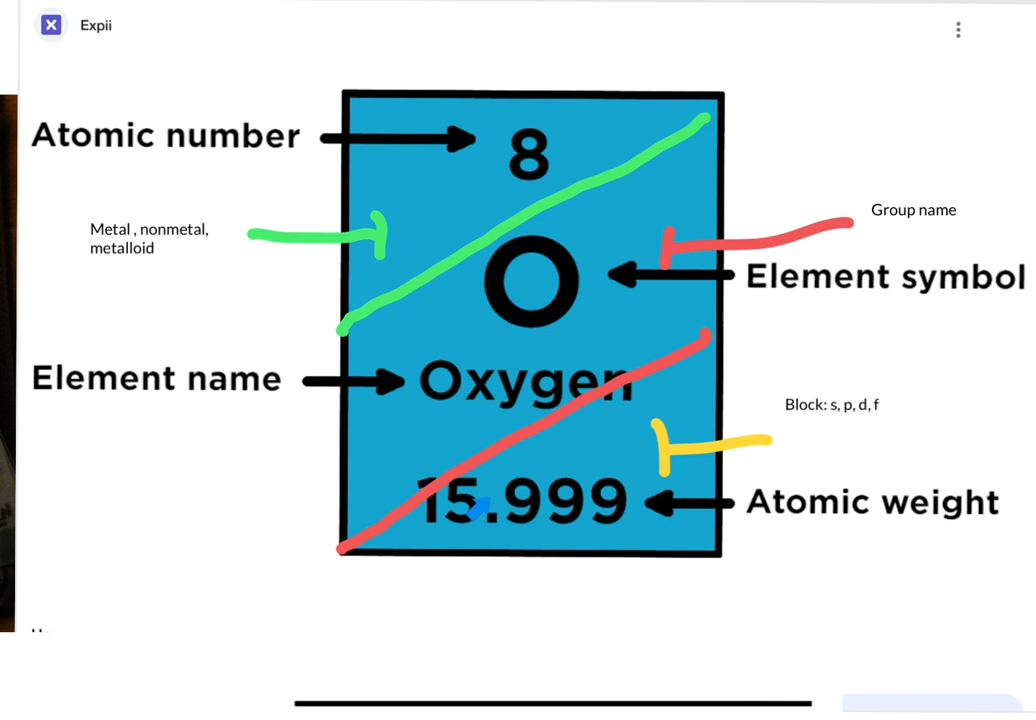 Expii
Atomic number
8
Metal , nonmetal,
metalloid
Group name
O
Element symbol
Element name
Oxygen
Block: s, p, d, f
15.999
Atomic weight